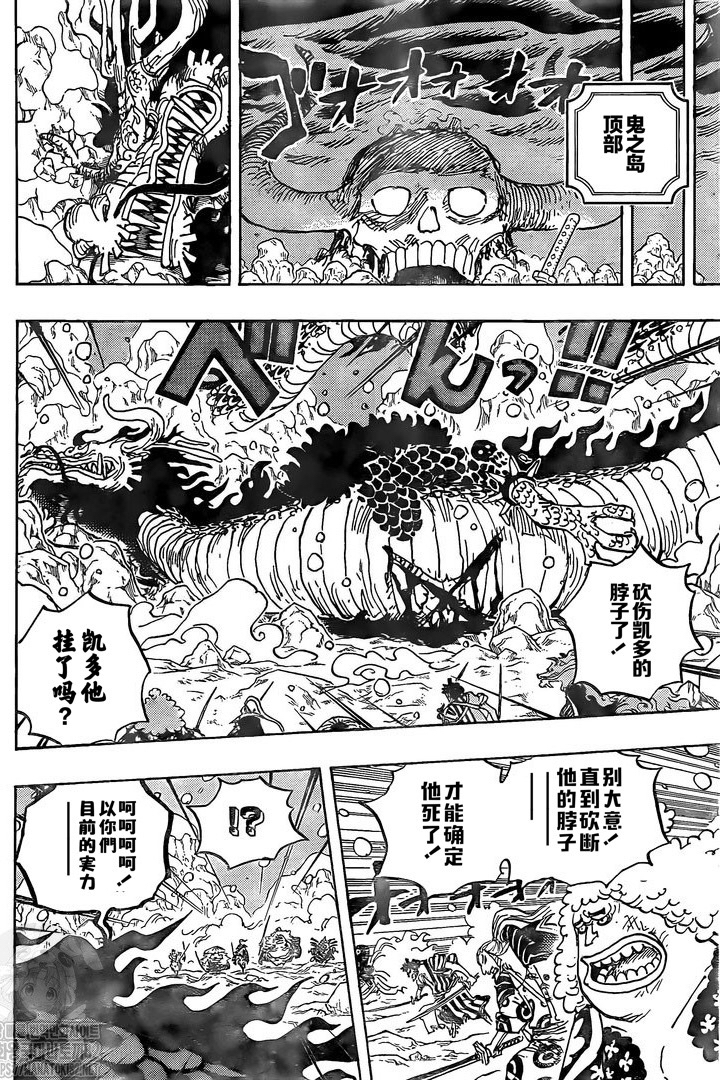 鬼之岛
顶部
ゴオオオオオ
べんっ!!
砍伤凯多的
脖子了！
凯多他
挂了吗？
别大意！
直到砍断
他的脖子
才能确定
他死了！
オオオ
!?
呵呵呵呵！
以你們
目前的实力